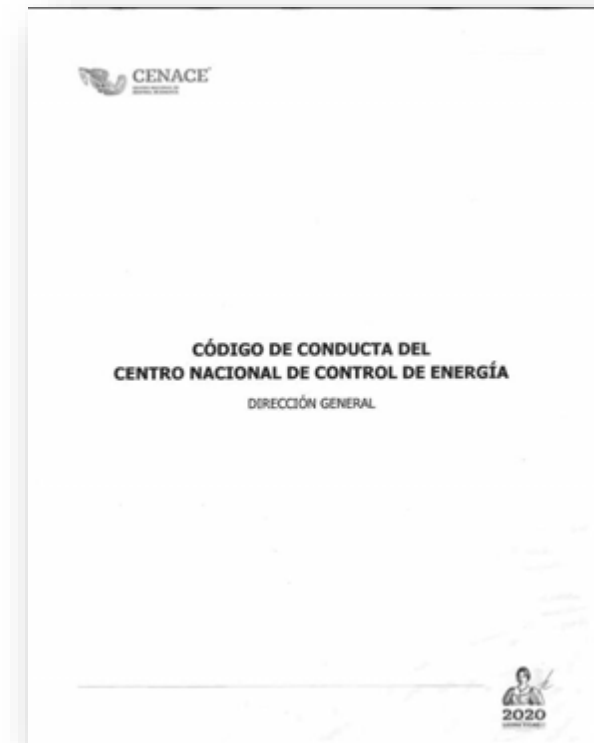 CENACE
CÓDIGO DE CONDUCTA DEL
CENTRO NACIONAL DE CONTROL DE ENERGÍA
DIRECCIÓN GENERAL
2020